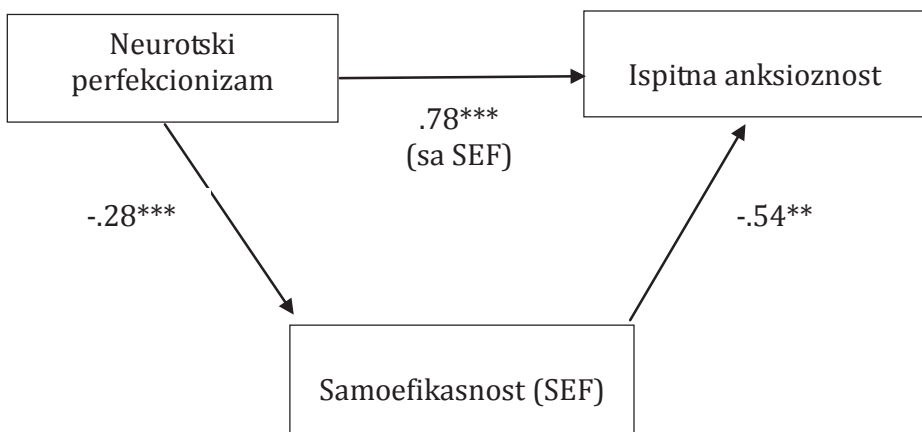 Neurotski
perfekcionizam
Ispitna anksioznost
.78***
(sa SEF)
-.28***
-.54**
Samoefikasnost (SEF)